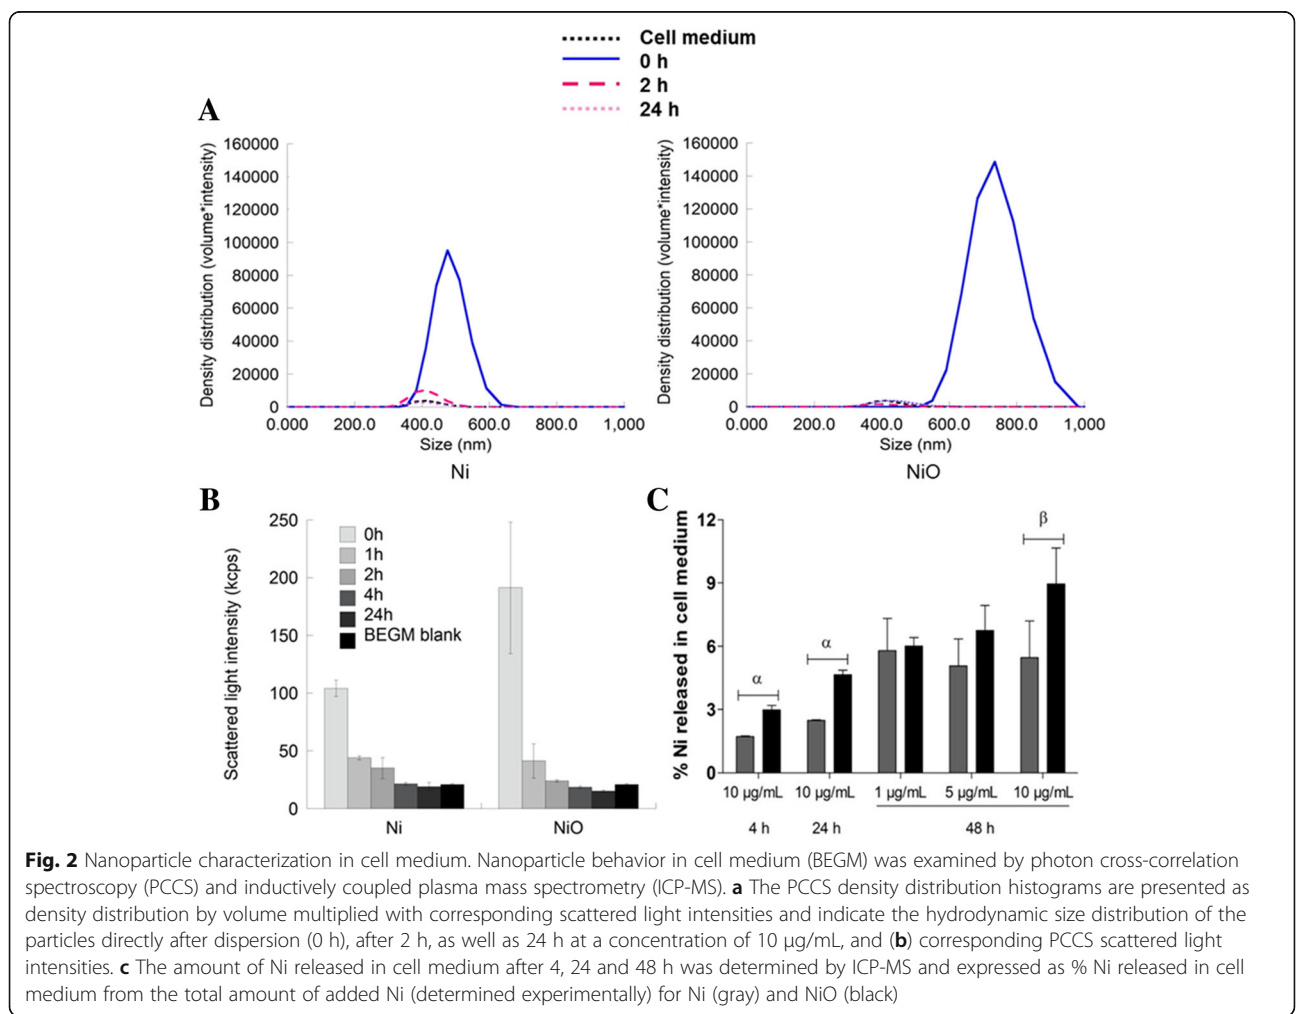 Cell medium
0 h
2 h
24 h
A
Density distribution (volume*intensity)
160000
140000
120000
100000
80000
60000
40000
20000
0
0.000 200.0 400.0 600.0 800.0 1,000
Size (nm)
Ni
Density distribution (volume*intensity)
160000
140000
120000
100000
80000
60000
40000
20000
0
0.000 200.0 400.0 600.0 800.0 1,000
Size (nm)
NiO
B
Scattered light intensity (kcps)
250
200
150
100
50
0
0h
1h
2h
4h
24h
BEGM blank
Ni NiO
C
% Ni released in cell medium
12
9
6
3
0
α
α
β
10 µg/mL 10 µg/mL 1 µg/mL 5 µg/mL 10 µg/mL
4 h 24 h 48 h
Fig. 2 Nanoparticle characterization in cell medium. Nanoparticle behavior in cell medium (BEGM) was examined by photon cross-correlation
spectroscopy (PCCS) and inductively coupled plasma mass spectrometry (ICP-MS). a The PCCS density distribution histograms are presented as
density distribution by volume multiplied with corresponding scattered light intensities and indicate the hydrodynamic size distribution of the
particles directly after dispersion (0 h), after 2 h, as well as 24 h at a concentration of 10 µg/mL, and (b) corresponding PCCS scattered light
intensities. c The amount of Ni released in cell medium after 4, 24 and 48 h was determined by ICP-MS and expressed as % Ni released in cell
medium from the total amount of added Ni (determined experimentally) for Ni (gray) and NiO (black)